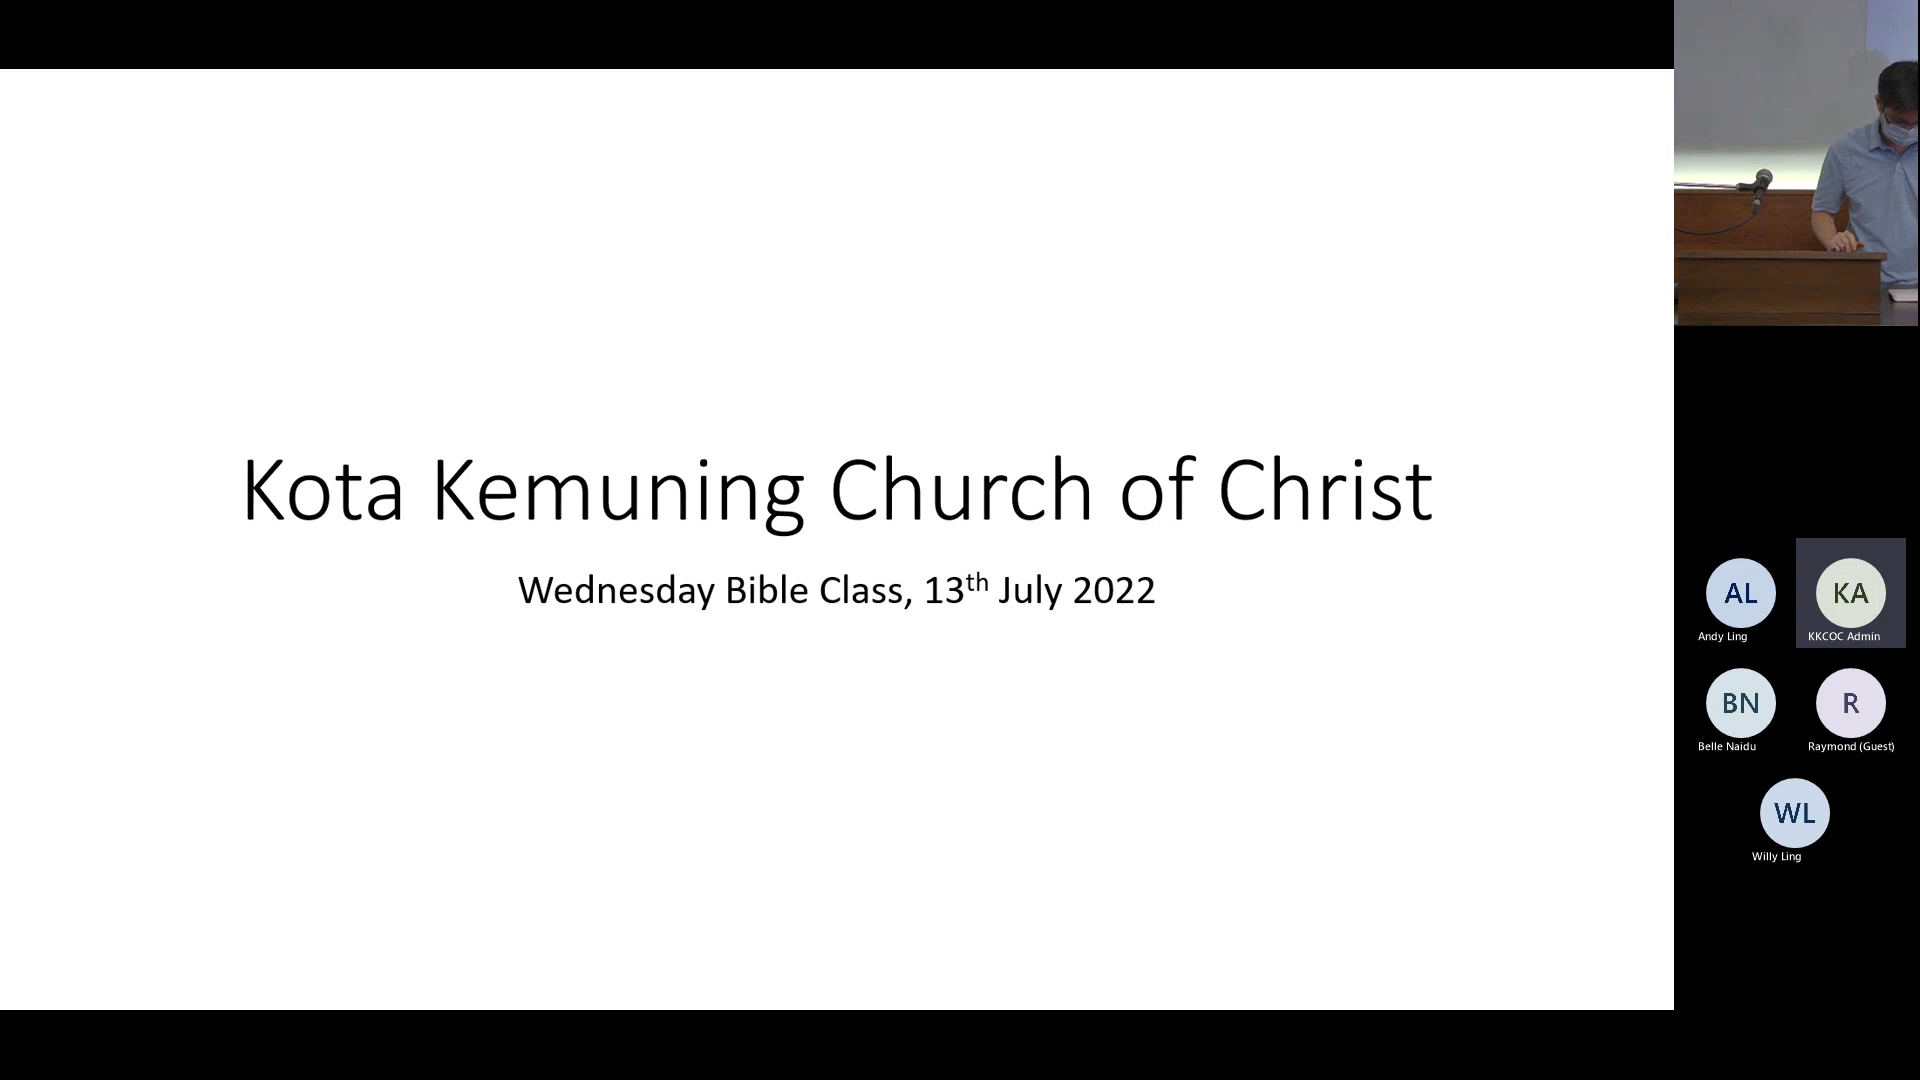 Kota Kemuning Church of Christ
Wednesday Bible Class, 13th July 2022
AL
Andy Ling
KA
KKCOC Admin
BN
Belle Naidu
R
Raymond (Guest)
WL
Willy Ling